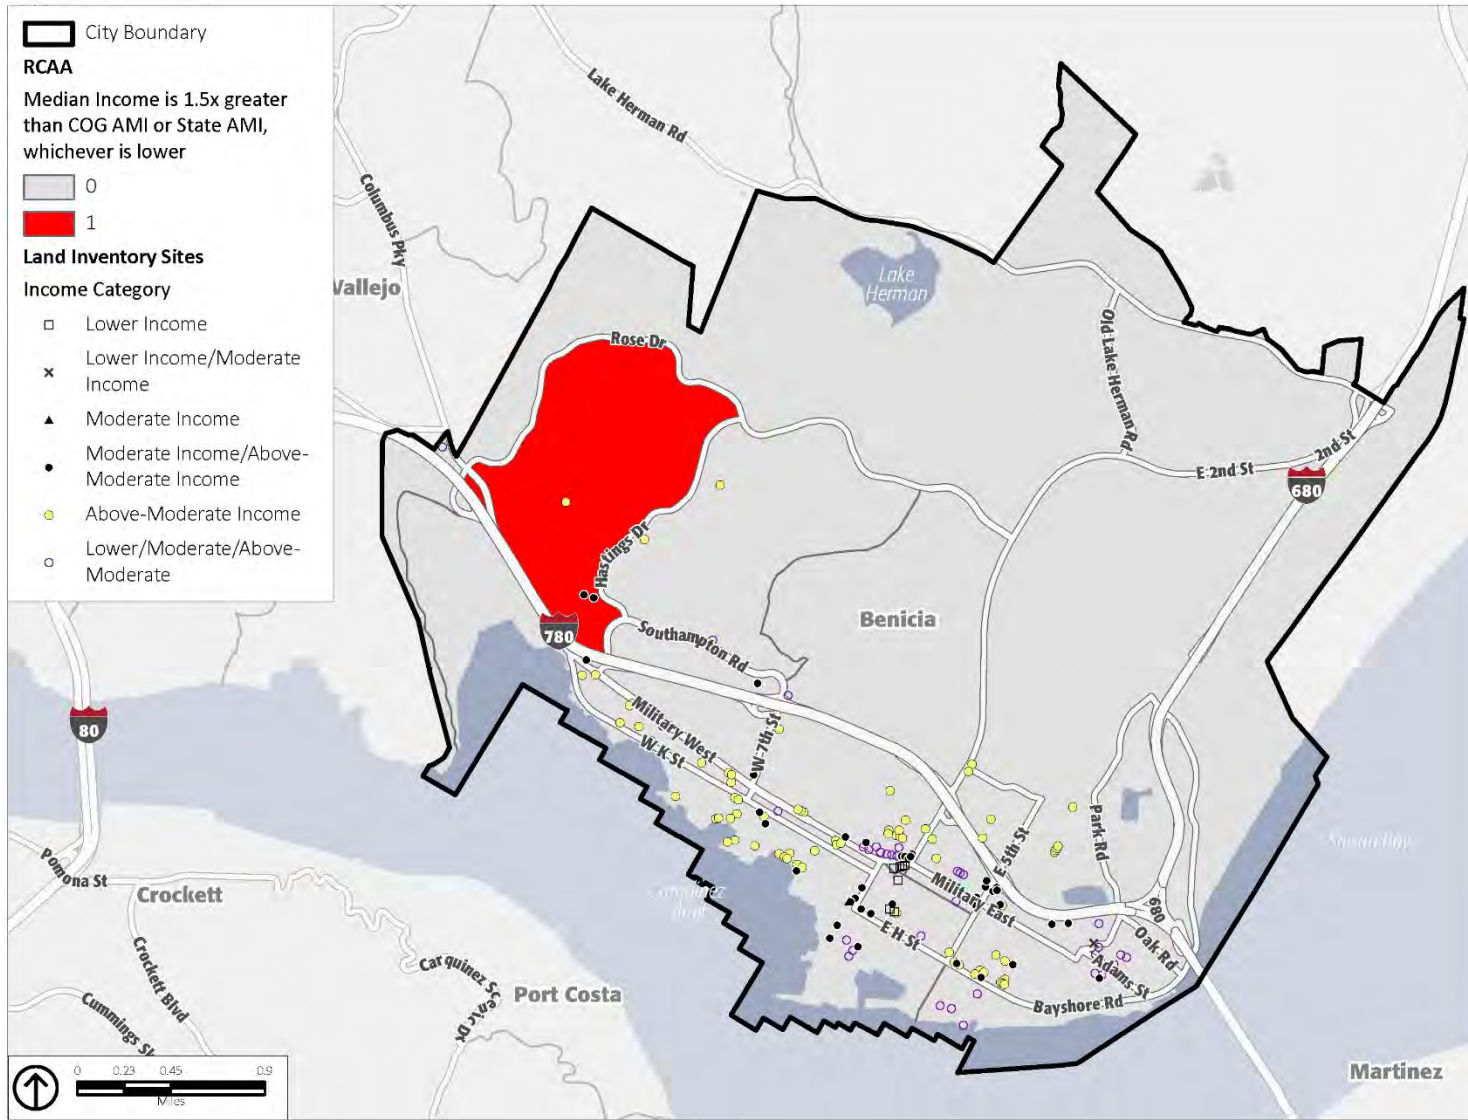 City Boundary
RCAA
Median Income is 1.5x greater
than COG AMI or State AMI,
whichever is lower
0
1
Land Inventory Sites
Income Category
Lower Income
Lower Income/Moderate
Income
Moderate Income
Moderate Income/Above-
Moderate Income
Above-Moderate Income
Lower/Moderate/Above-
Moderate
Lake Herman Rd
Columbus Pky
Vallejo
Lake
Herman
Rose Dr
Old Lake Herman Rd
E 2nd St
2nd St
680
Hastings Dr
Benicia
780
Southampton Rd
80
Military West
W K St
W 7th St
Park Rd
E 5th St
Military East
E H St
680
Oak Rd
Adams St
Bayshore Rd
Pomona St
Crockett
Crockett Blvd
Carquinez Scenic Dr
Port Costa
Cummings Sk
Martinez
0 0.23 0.45 0.9
Miles